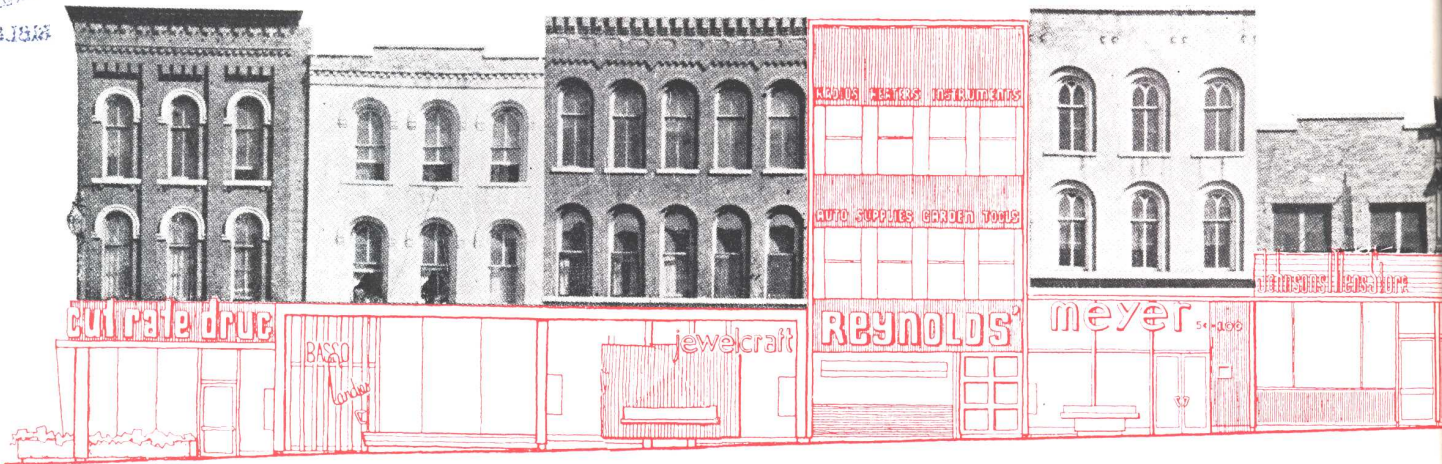 RADIOS HEATERS INSTRUMENTS
AUTO SUPPLIES GARDEN TOOLS
cut rate drug
BASSO
jewelcraft
REYNOLDS'
meyer